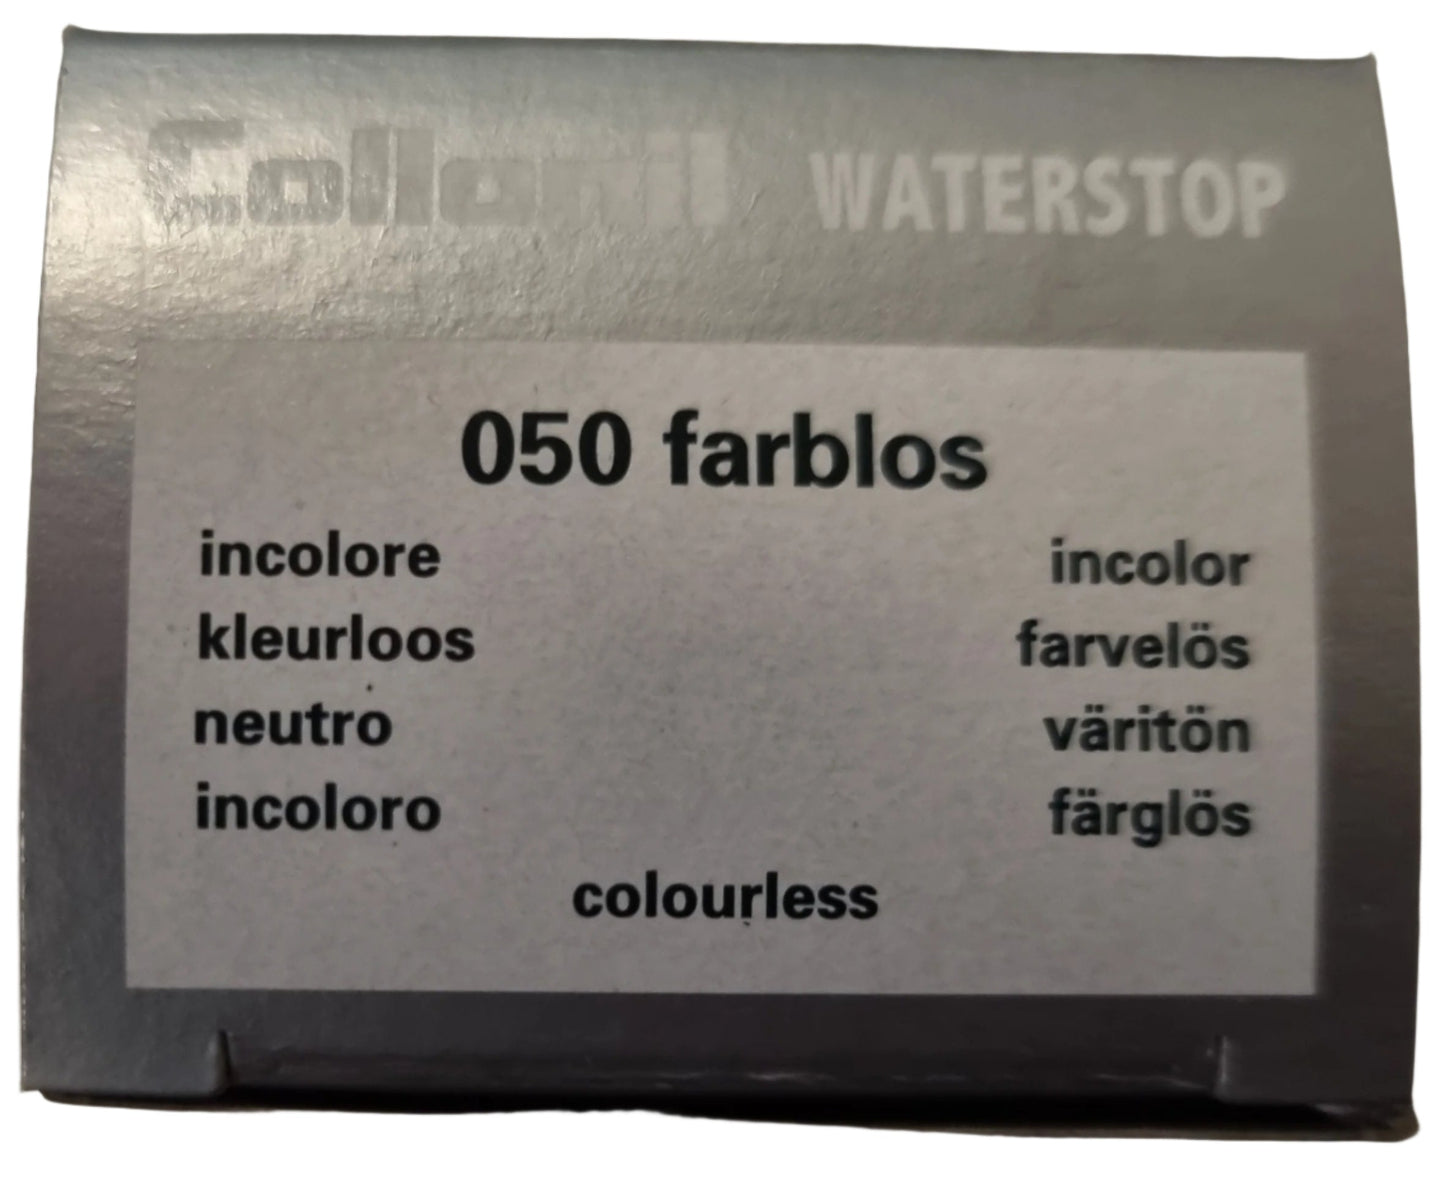 Collonil WATERSTOP
050 farblos
incolore incolor
kleurloos farvelös
neutro väritön
incoloro färglös
colourless